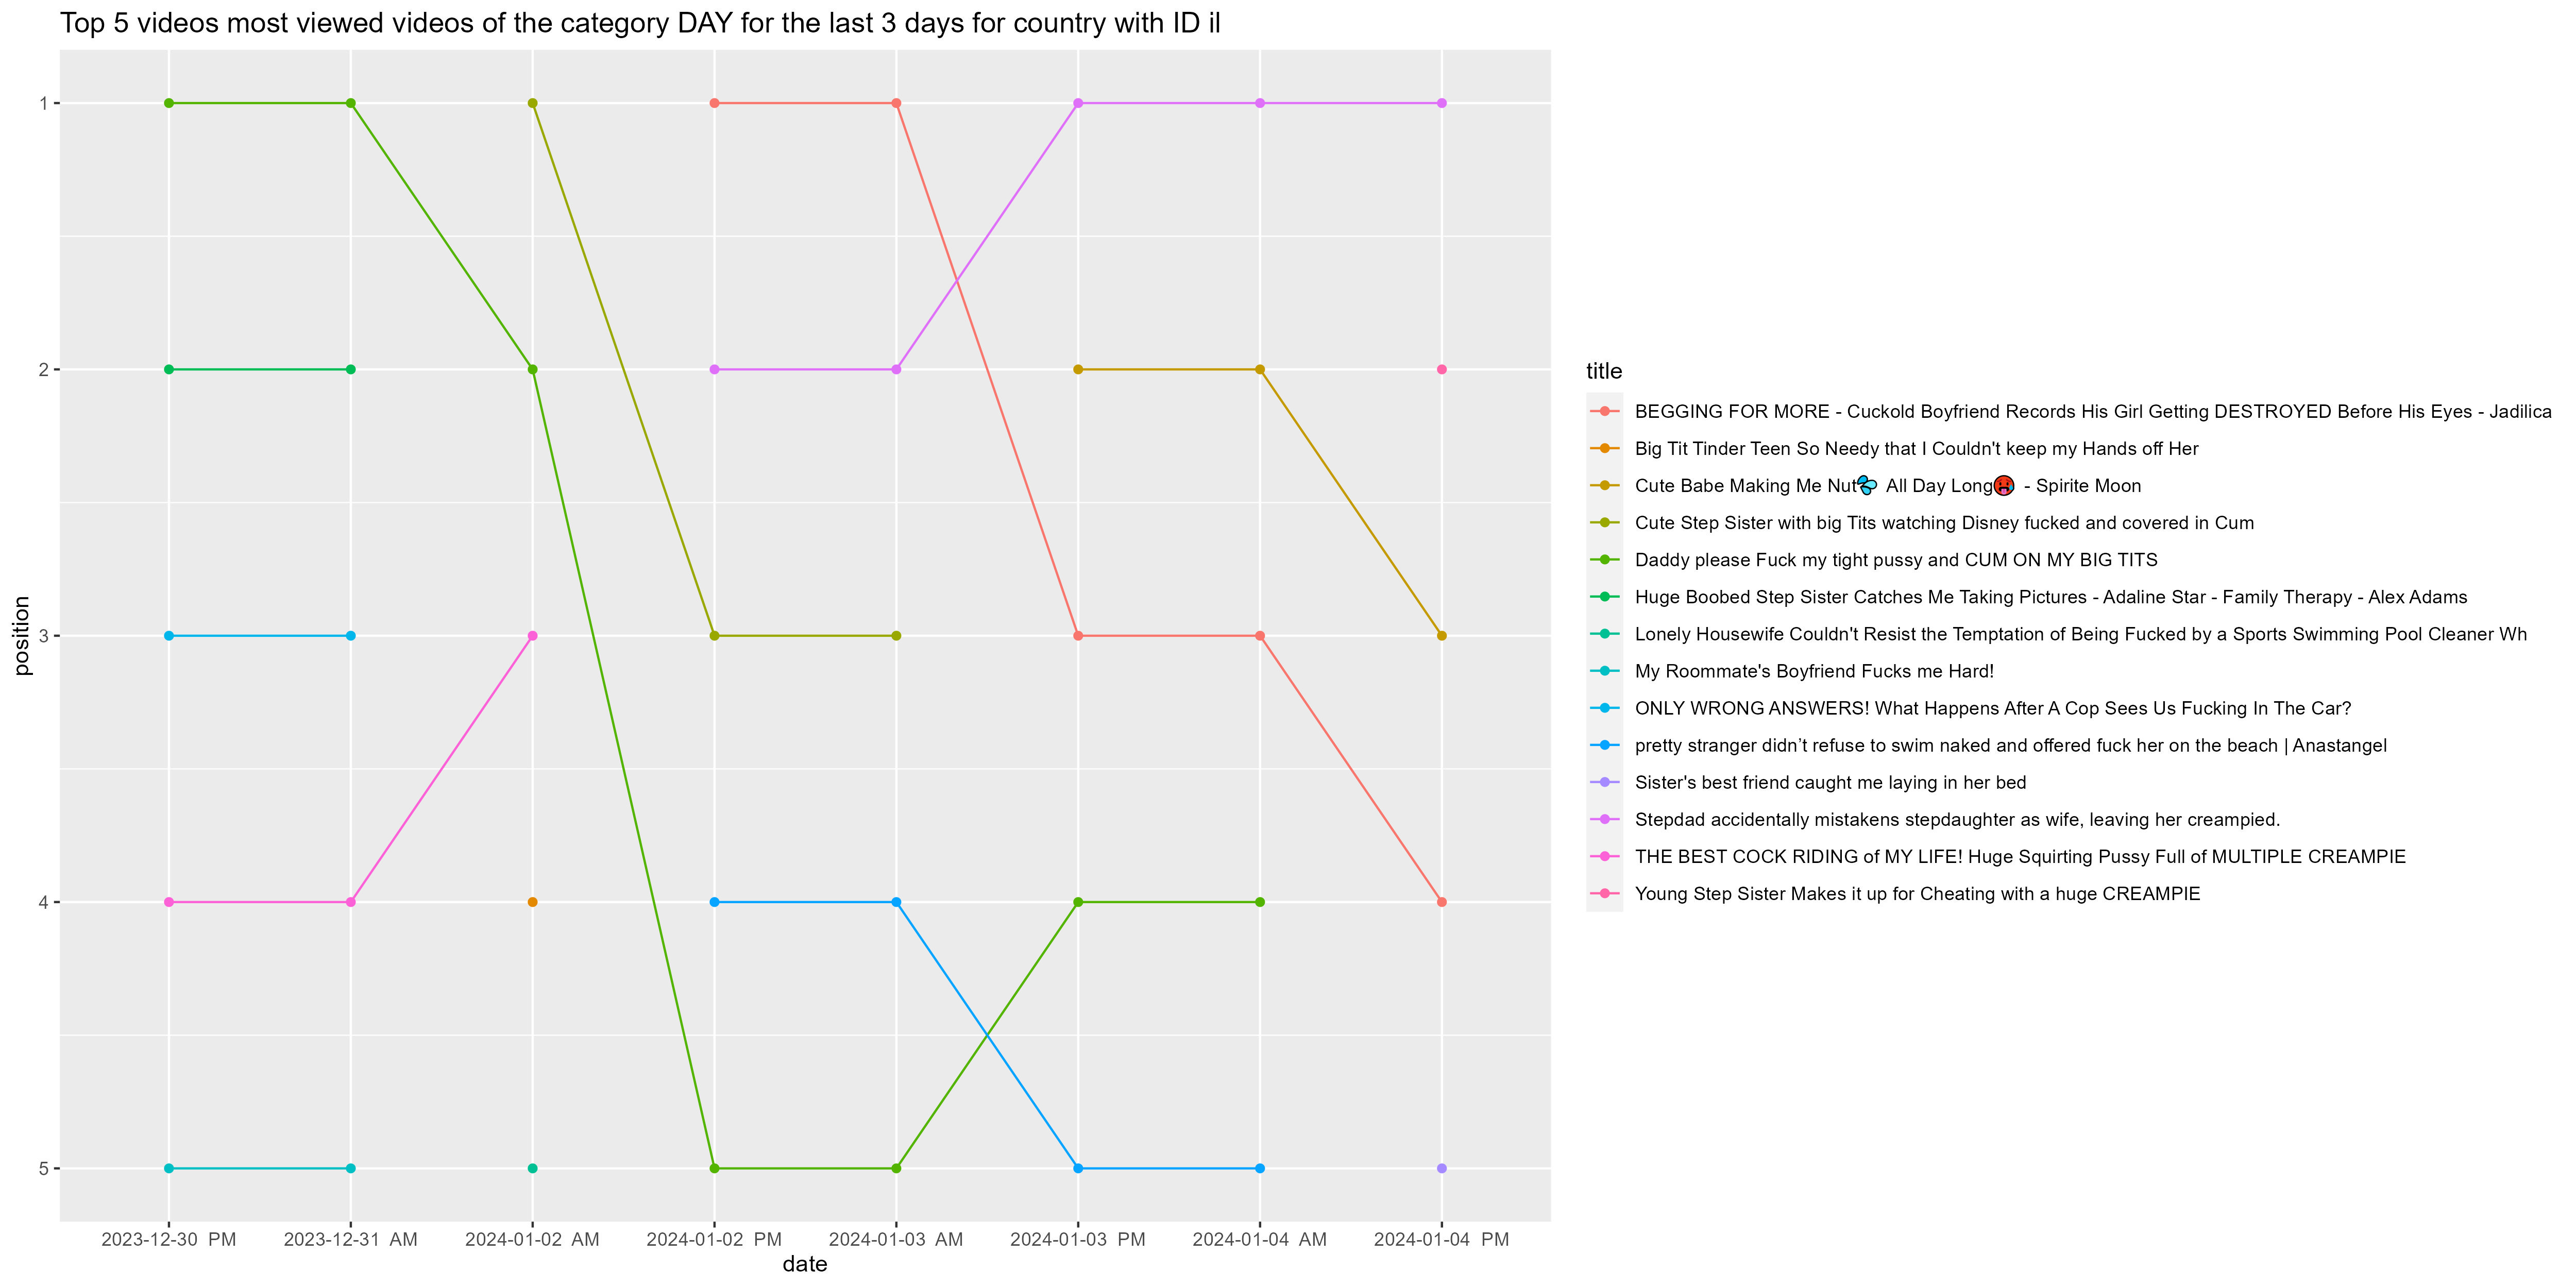 Top 5 videos most viewed videos of the category DAY for the last 3 days for country with ID il
position
1
2
3
4
5
2023-12-30 PM
2023-12-31 AM
2024-01-02 AM
2024-01-02 PM
2024-01-03 AM
2024-01-03 PM
2024-01-04 AM
2024-01-04 PM
date
title
BEGGING FOR MORE - Cuckold Boyfriend Records His Girl Getting DESTROYED Before His Eyes - Jadilica
Big Tit Tinder Teen So Needy that I Couldn't keep my Hands off Her
Cute Babe Making Me Nut💦 All Day Long🥵 - Spirite Moon
Cute Step Sister with big Tits watching Disney fucked and covered in Cum
Daddy please Fuck my tight pussy and CUM ON MY BIG TITS
Huge Boobed Step Sister Catches Me Taking Pictures - Adaline Star - Family Therapy - Alex Adams
Lonely Housewife Couldn't Resist the Temptation of Being Fucked by a Sports Swimming Pool Cleaner Wh
My Roommate's Boyfriend Fucks me Hard!
ONLY WRONG ANSWERS! What Happens After A Cop Sees Us Fucking In The Car?
pretty stranger didn’t refuse to swim naked and offered fuck her on the beach | Anastangel
Sister's best friend caught me laying in her bed
Stepdad accidentally mistakens stepdaughter as wife, leaving her creampied.
THE BEST COCK RIDING of MY LIFE! Huge Squirting Pussy Full of MULTIPLE CREAMPIE
Young Step Sister Makes it up for Cheating with a huge CREAMPIE